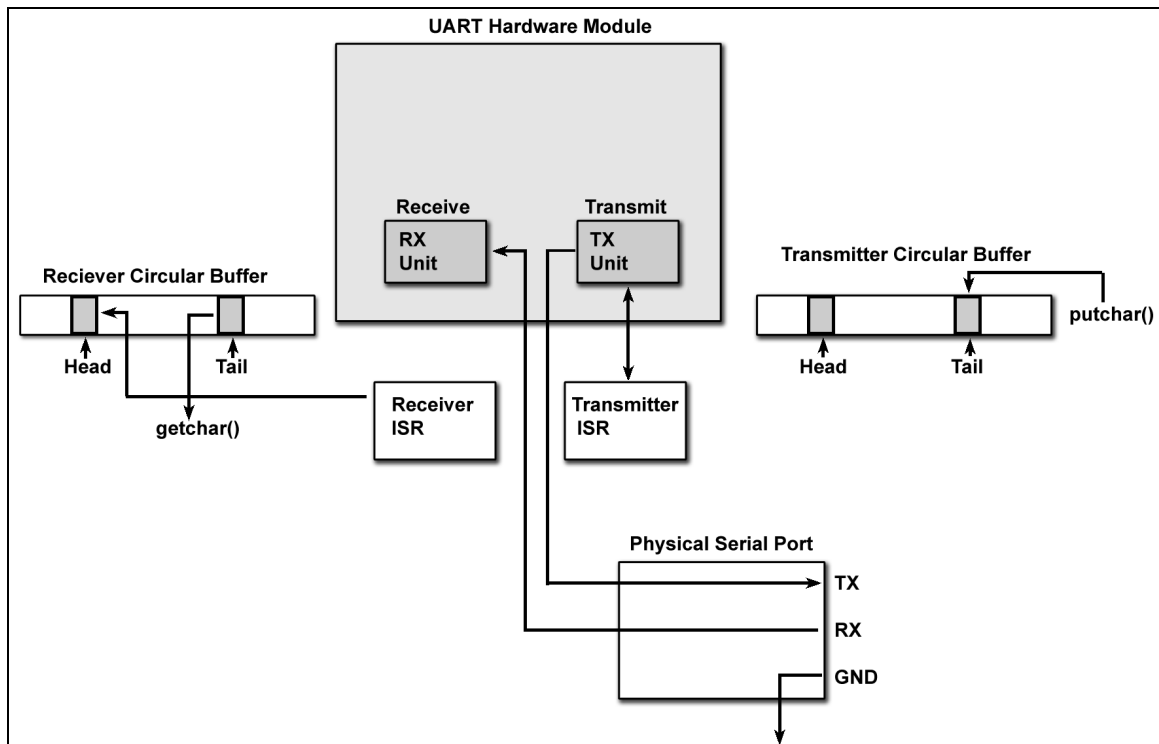 UART Hardware Module
Receive
RX
Unit
Transmit
TX
Unit
Reciever Circular Buffer
Head
Tail
getchar()
Receiver
ISR
Transmitter
ISR
Transmitter Circular Buffer
putchar()
Head
Tail
Physical Serial Port
TX
RX
GND